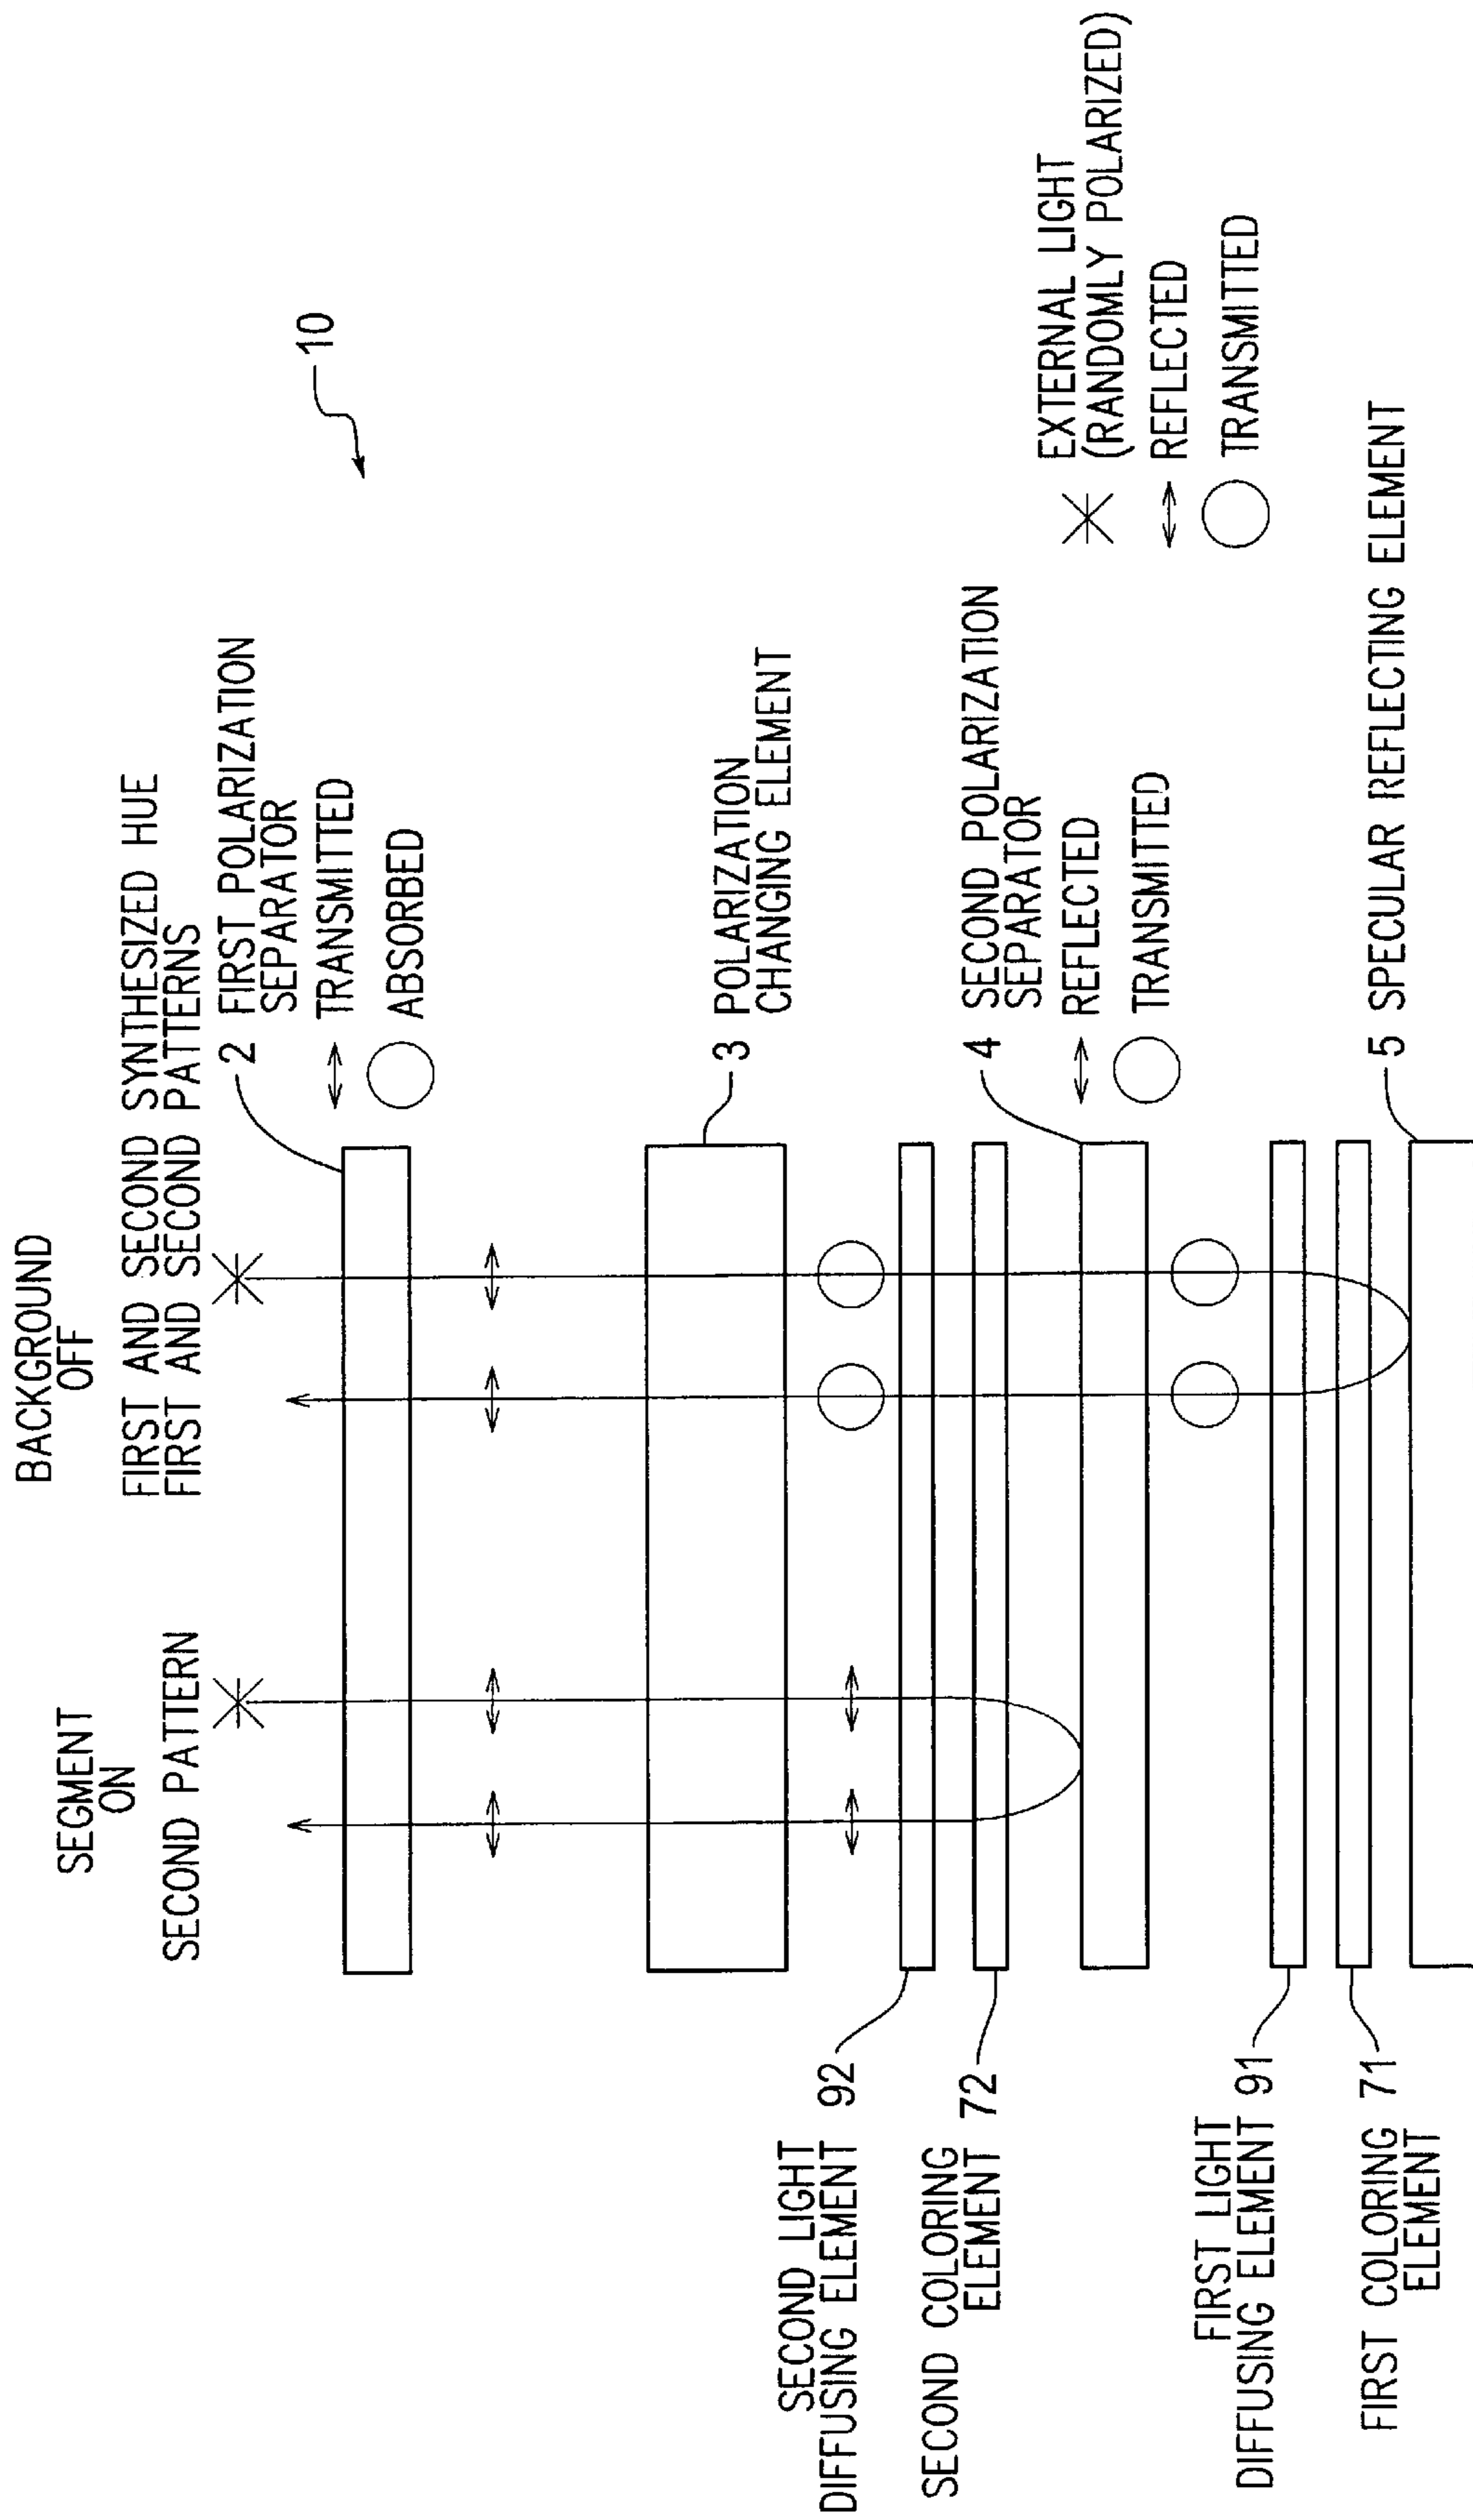 BACKGROUND
OFF
SEGMENT
ON
FIRST AND SECOND SYNTHESIZED HUE
FIRST AND SECOND PATTERNS
SECOND PATTERN
10
2 FIRST POLARIZATION
SEPARATOR
TRANSMITTED
ABSORBED
3 POLARIZATION
CHANGING ELEMENT
SECOND LIGHT
DIFFUSING ELEMENT 92
SECOND COLORING
ELEMENT 72
4 SECOND POLARIZATION
SEPARATOR
REFLECTED
TRANSMITTED
EXTERNAL LIGHT
(RANDOMLY POLARIZED)
REFLECTED
TRANSMITTED
FIRST LIGHT
DIFFUSING ELEMENT 91
FIRST COLORING 71
ELEMENT
5 SPECULAR REFLECTING ELEMENT